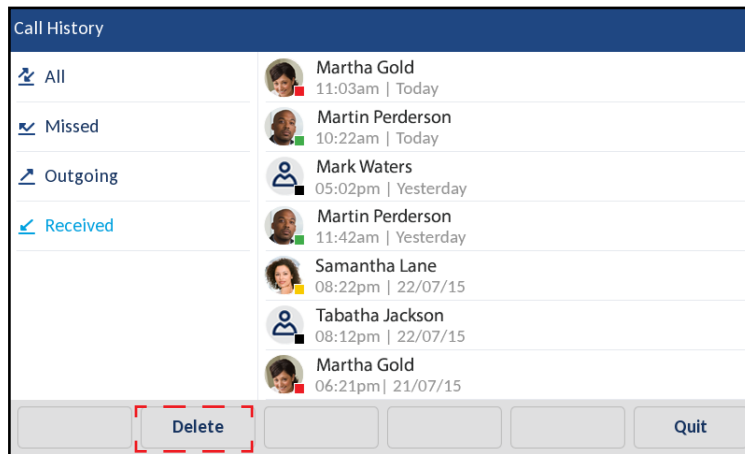 Call History
All
Missed
Outgoing
Received
Martha Gold
11:03am | Today
Martin Perderson
10:22am | Today
Mark Waters
05:02pm | Yesterday
Martin Perderson
11:42am | Yesterday
Samantha Lane
08:22pm | 22/07/15
Tabatha Jackson
08:12pm | 22/07/15
Martha Gold
06:21pm| 21/07/15
Delete
Quit